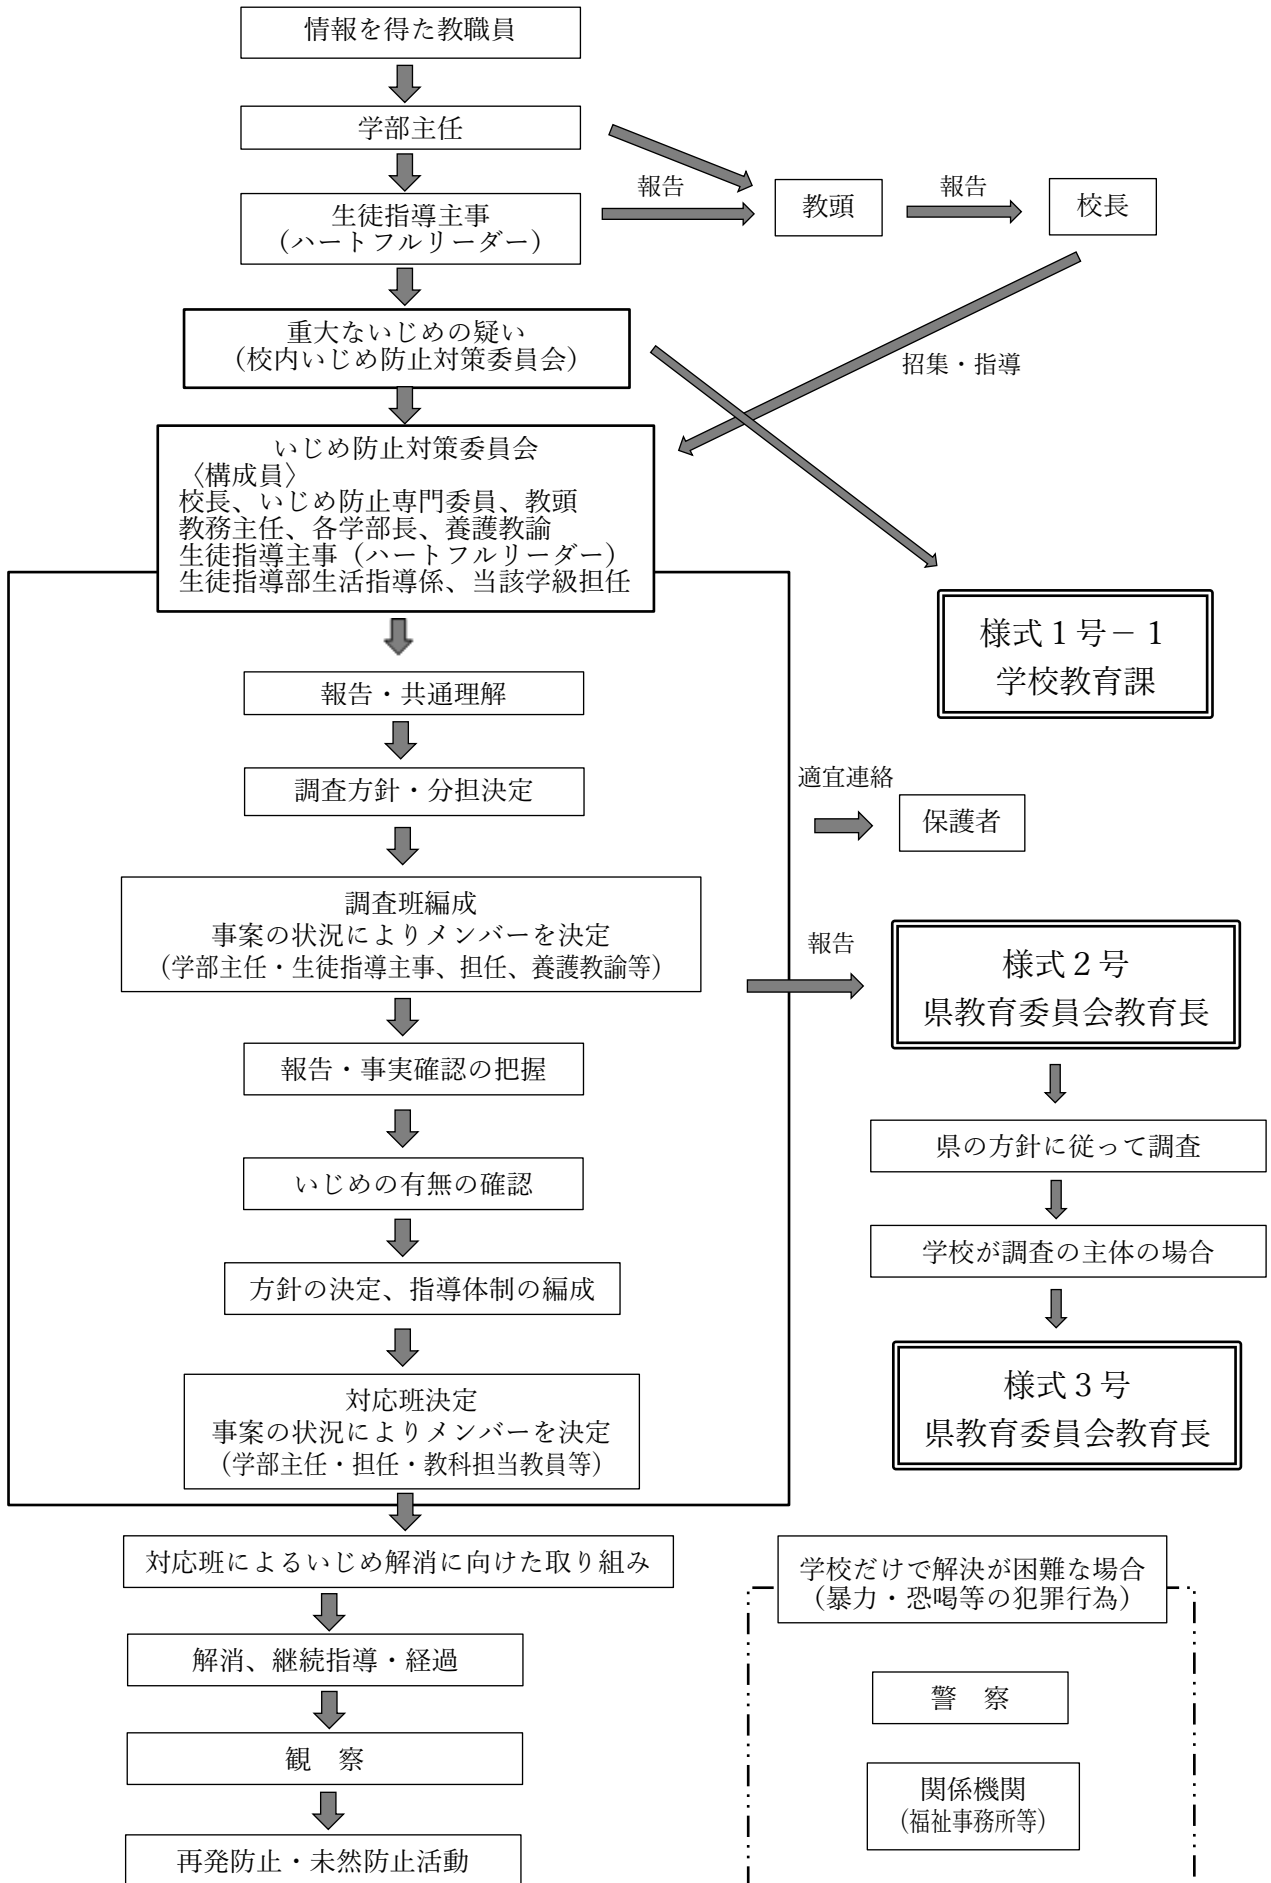 情報を得た教職員
学部主任
生徒指導主事
（ハートフルリーダー）
報告
教頭
報告
校長
重大ないじめの疑い
（校内いじめ防止対策委員会）
招集・指導
いじめ防止対策委員会
〈構成員〉
校長、いじめ防止専門委員、教頭
教務主任、各学部長、養護教諭
生徒指導主事（ハートフルリーダー）
生徒指導部生活指導係、当該学級担任
様式１号－１
学校教育課
報告・共通理解
調査方針・分担決定
適宜連絡
保護者
調査班編成
事案の状況によりメンバーを決定
（学部主任・生徒指導主事、担任、養護教諭等）
報告
様式２号
県教育委員会教育長
報告・事実確認の把握
県の方針に従って調査
いじめの有無の確認
学校が調査の主体の場合
方針の決定、指導体制の編成
様式３号
県教育委員会教育長
対応班決定
事案の状況によりメンバーを決定
（学部主任・担任・教科担当教員等）
対応班によるいじめ解消に向けた取り組み
学校だけで解決が困難な場合
（暴力・恐喝等の犯罪行為）
解消、継続指導・経過
警　察
観　察
関係機関
（福祉事務所等）
再発防止・未然防止活動